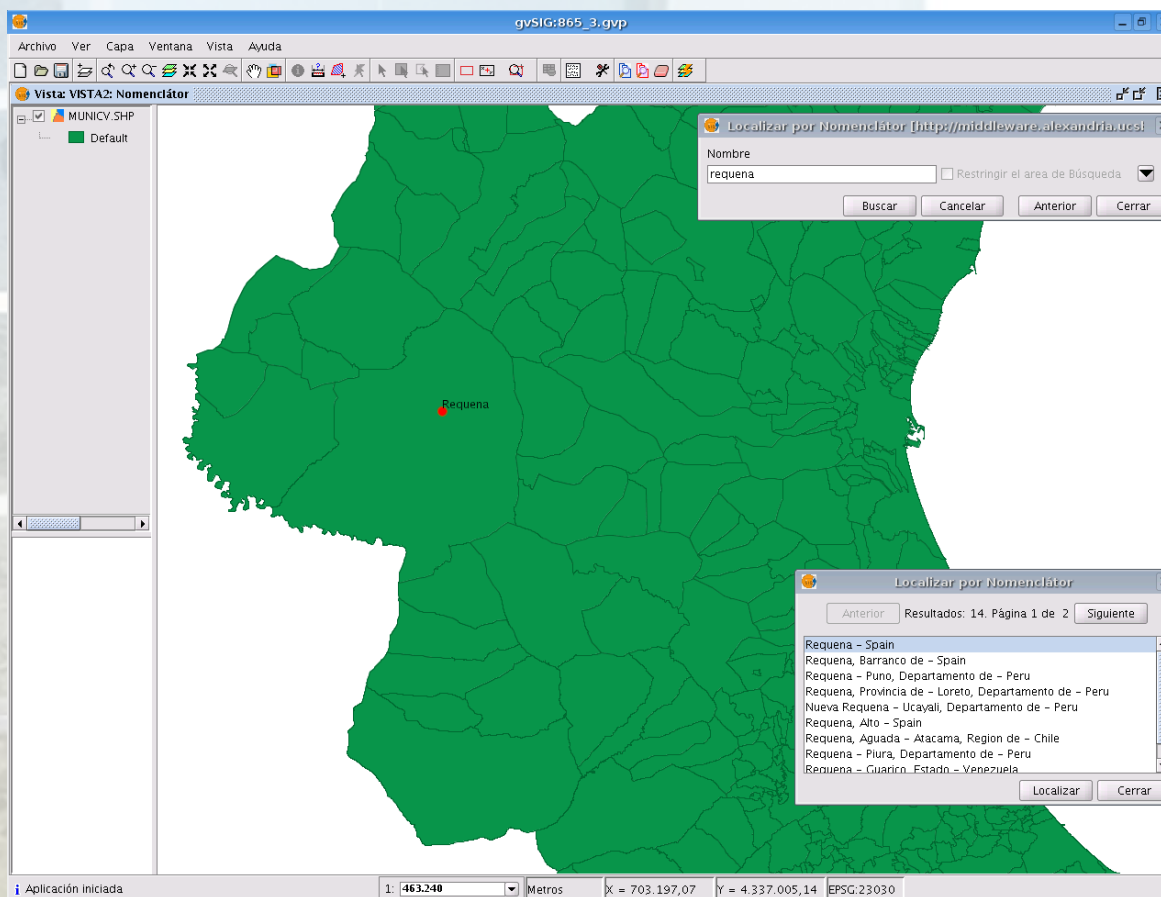 gvSIG:865_3.gvp
Archivo Ver Capa Ventana Vista Ayuda
Vista: VISTA2: Nomenclátor
MUNICV.SHP
Default
Localizar por Nomenclátor [http://middleware.alexandria.ucsl
Nombre
requena
Restringir el area de Búsqueda
Buscar Cancelar Anterior Cerrar
Requena
Localizar por Nomenclátor
Anterior Resultados: 14. Página 1 de 2 Siguiente
Requena - Spain
Requena, Barranco de - Spain
Requena - Puno, Departamento de - Peru
Requena, Provincia de - Loreto, Departamento de - Peru
Nueva Requena - Ucayali, Departamento de - Peru
Requena, Alto - Spain
Requena, Aguada - Atacama, Region de - Chile
Requena - Piura, Departamento de - Peru
Requena - Guarico, Estado - Venezuela
Localizar Cerrar
Aplicación iniciada 1: 463.240 Metros X = 703.197,07 Y = 4.337.005,14 EPSG:23030